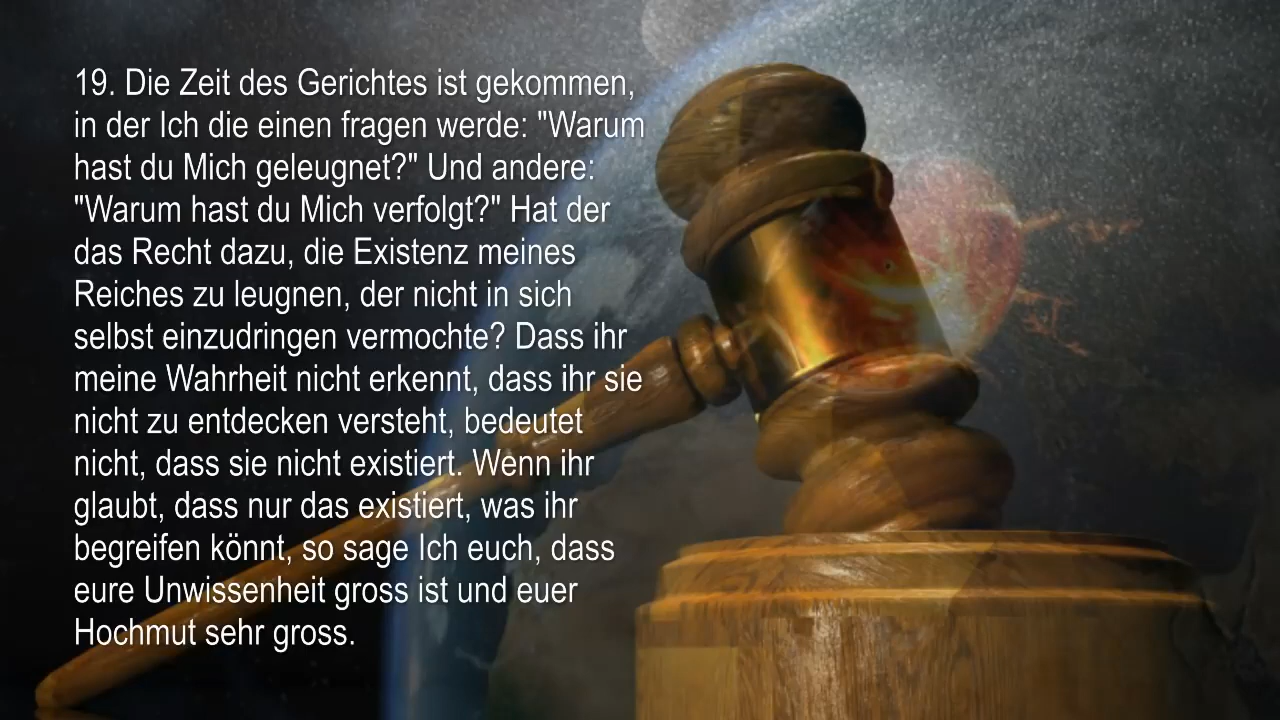 19. Die Zeit des Gerichtes ist gekommen,
in der Ich die einen fragen werde: "Warum
hast du Mich geleugnet?" Und andere:
"Warum hast du Mich verfolgt?" Hat der
das Recht dazu, die Existenz meines
Reiches zu leugnen, der nicht in sich
selbst einzudringen vermochte? Dass ihr
meine Wahrheit nicht erkennt, dass ihr sie
nicht zu entdecken versteht, bedeutet
nicht, dass sie nicht existiert. Wenn ihr
glaubt, dass nur das existiert, was ihr
begreifen könnt, so sage Ich euch, dass
eure Unwissenheit gross ist und euer
Hochmut sehr gross.